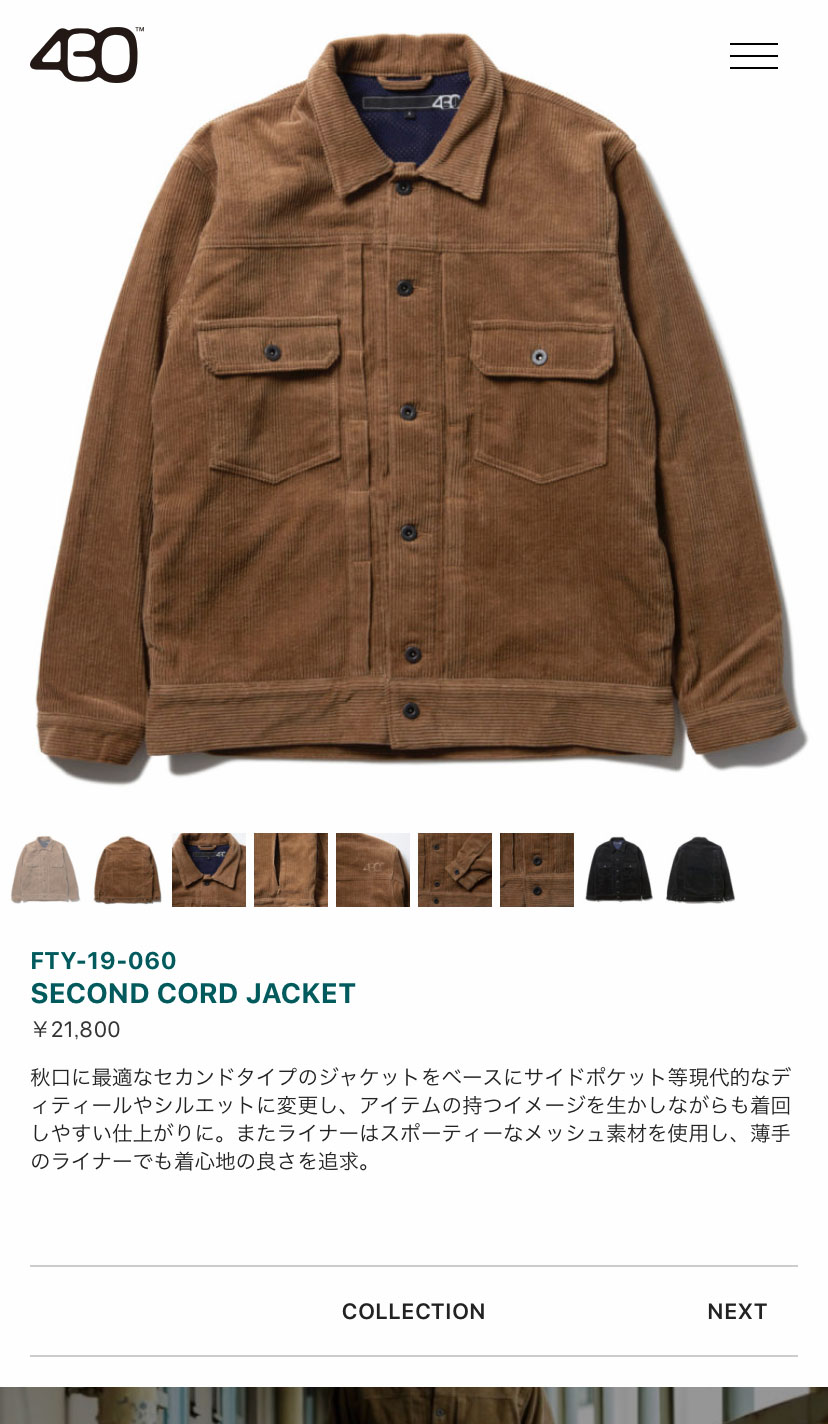 430™
430
FTY-19-060
SECOND CORD JACKET
￥21,800
秋口に最適なセカンドタイプのジャケットをベースにサイドポケット等現代的なデ
ィティールやシルエットに変更し、アイテムの持つイメージを生かしながらも着回
しやすい仕上がりに。またライナーはスポーティーなメッシュ素材を使用し、薄手
のライナーでも着心地の良さを追求。
COLLECTION
NEXT